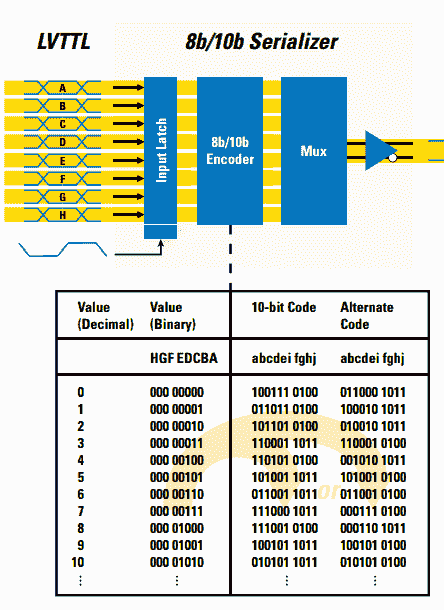 LVTTL 8b/10b Serializer
A
B
C
D
E
F
G
H
Input Latch
8b/10b
Encoder
Mux
Value Value 10-bit Code Alternate
(Decimal) (Binary) Code
HGF EDCBA abcdei fghj abcdei fghj
0 000 00000 100111 0100 011000 1011
1 000 00001 011011 0100 100010 1011
2 000 00010 101101 0100 010010 1011
3 000 00011 110001 1011 110001 0100
4 000 00100 110101 0100 001010 1011
5 000 00101 101001 1011 101001 0100
6 000 00110 011001 1011 011001 0100
7 000 00111 111000 1011 000111 0100
8 000 01000 111001 0100 000110 1011
9 000 01001 100101 1011 100101 0100
10 000 01010 010101 1011 010101 0100
⋮ ⋮ ⋮ ⋮
or